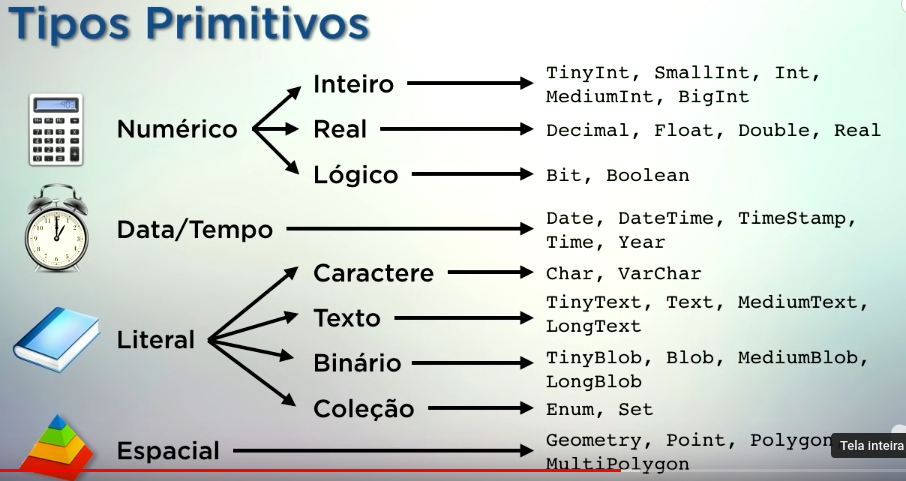 Tipos Primitivos
Numérico
Inteiro
TinyInt, SmallInt, Int,
MediumInt, BigInt
Real
Decimal, Float, Double, Real
Lógico
Bit, Boolean
Data/Tempo
Date, DateTime, TimeStamp,
Time, Year
Literal
Caractere
Char, VarChar
Texto
TinyText, Text, MediumText,
LongText
Binário
TinyBlob, Blob, MediumBlob,
LongBlob
Coleção
Enum, Set
Espacial
Geometry, Point, Polygon
MultiPolygon
Tela inteira